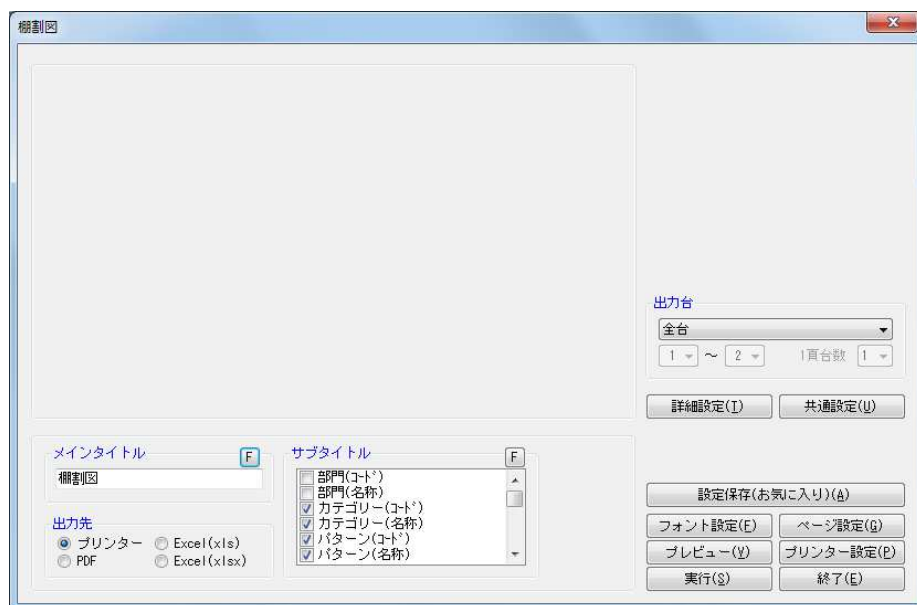 棚割図
出力台
全台
1 ～ 2 1頁台数 1
詳細設定(T) 共通設定(U)
メインタイトル F
棚割図
出力先
プリンター Excel(xls)
PDF Excel(xlsx)
サブタイトル F
部門(ｺｰﾄﾞ)
部門(名称)
カテゴリー(ｺｰﾄﾞ)
カテゴリー(名称)
パターン(ｺｰﾄﾞ)
パターン(名称)
設定保存(お気に入り)(A)
フォント設定(F) ページ設定(G)
プレビュー(V) プリンター設定(P)
実行(S) 終了(E)